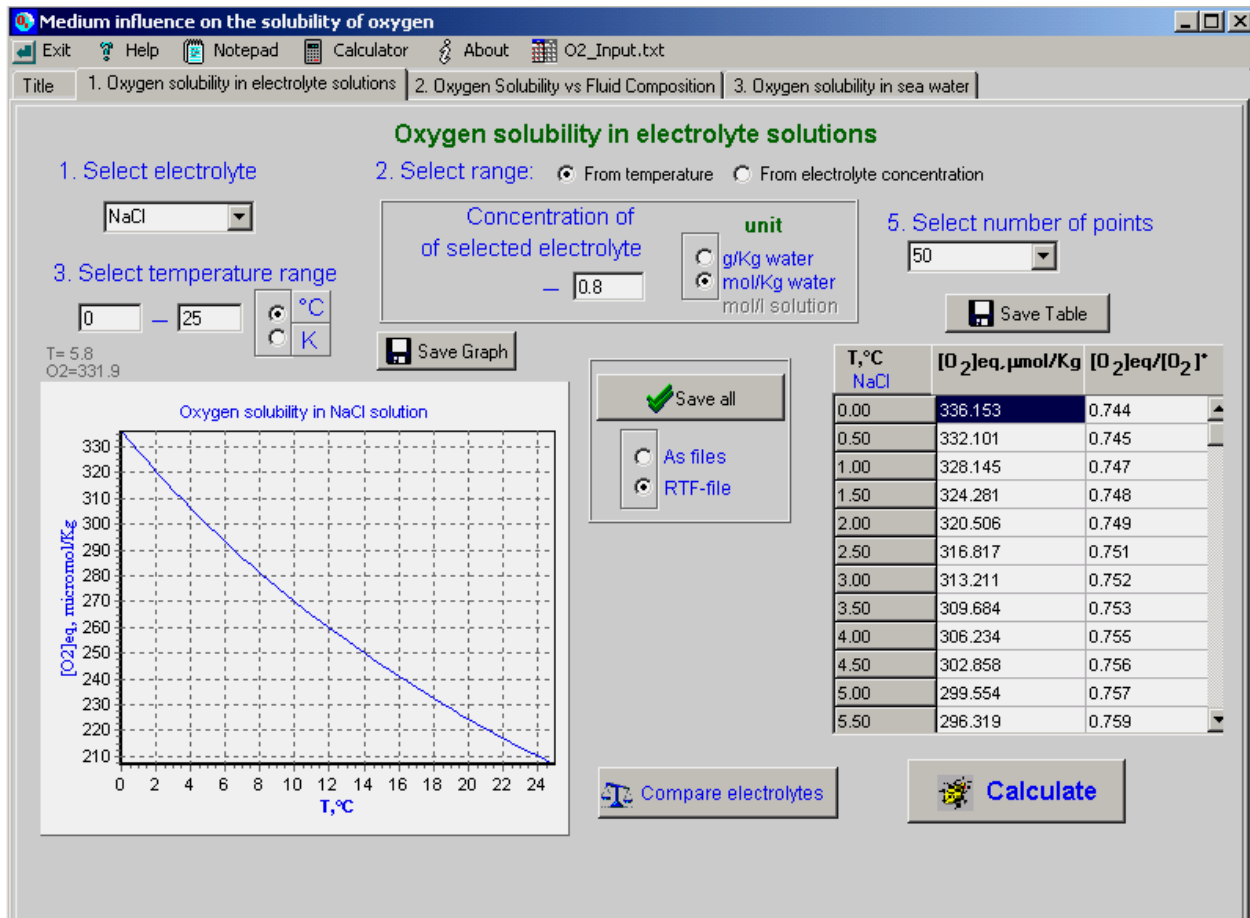 Medium influence on the solubility of oxygen
Exit Help Notepad Calculator About O2_Input.txt
Title 1. Oxygen solubility in electrolyte solutions 2. Oxygen Solubility vs Fluid Composition 3. Oxygen solubility in sea water
Oxygen solubility in electrolyte solutions
1. Select electrolyte
NaCl
2. Select range: From temperature From electrolyte concentration
Concentration of
of selected electrolyte
– 0.8
unit
g/Kg water
mol/Kg water
mol/l solution
3. Select temperature range
0 – 25 °C
K
5. Select number of points
50
Save Table
T= 5.8
O2=331.9
Save Graph
Save all
As files
RTF-file
Oxygen solubility in NaCl solution
[O2]eq, micromol/Kg
330
320
310
300
290
280
270
260
250
240
230
220
210
0 2 4 6 8 10 12 14 16 18 20 22 24
T,°C
T,°C [O2]eq,µmol/Kg [O2]eq/[O2]*
NaCl
0.00 336.153 0.744
0.50 332.101 0.745
1.00 328.145 0.747
1.50 324.281 0.748
2.00 320.506 0.749
2.50 316.817 0.751
3.00 313.211 0.752
3.50 309.684 0.753
4.00 306.234 0.755
4.50 302.858 0.756
5.00 299.554 0.757
5.50 296.319 0.759
Compare electrolytes
Calculate